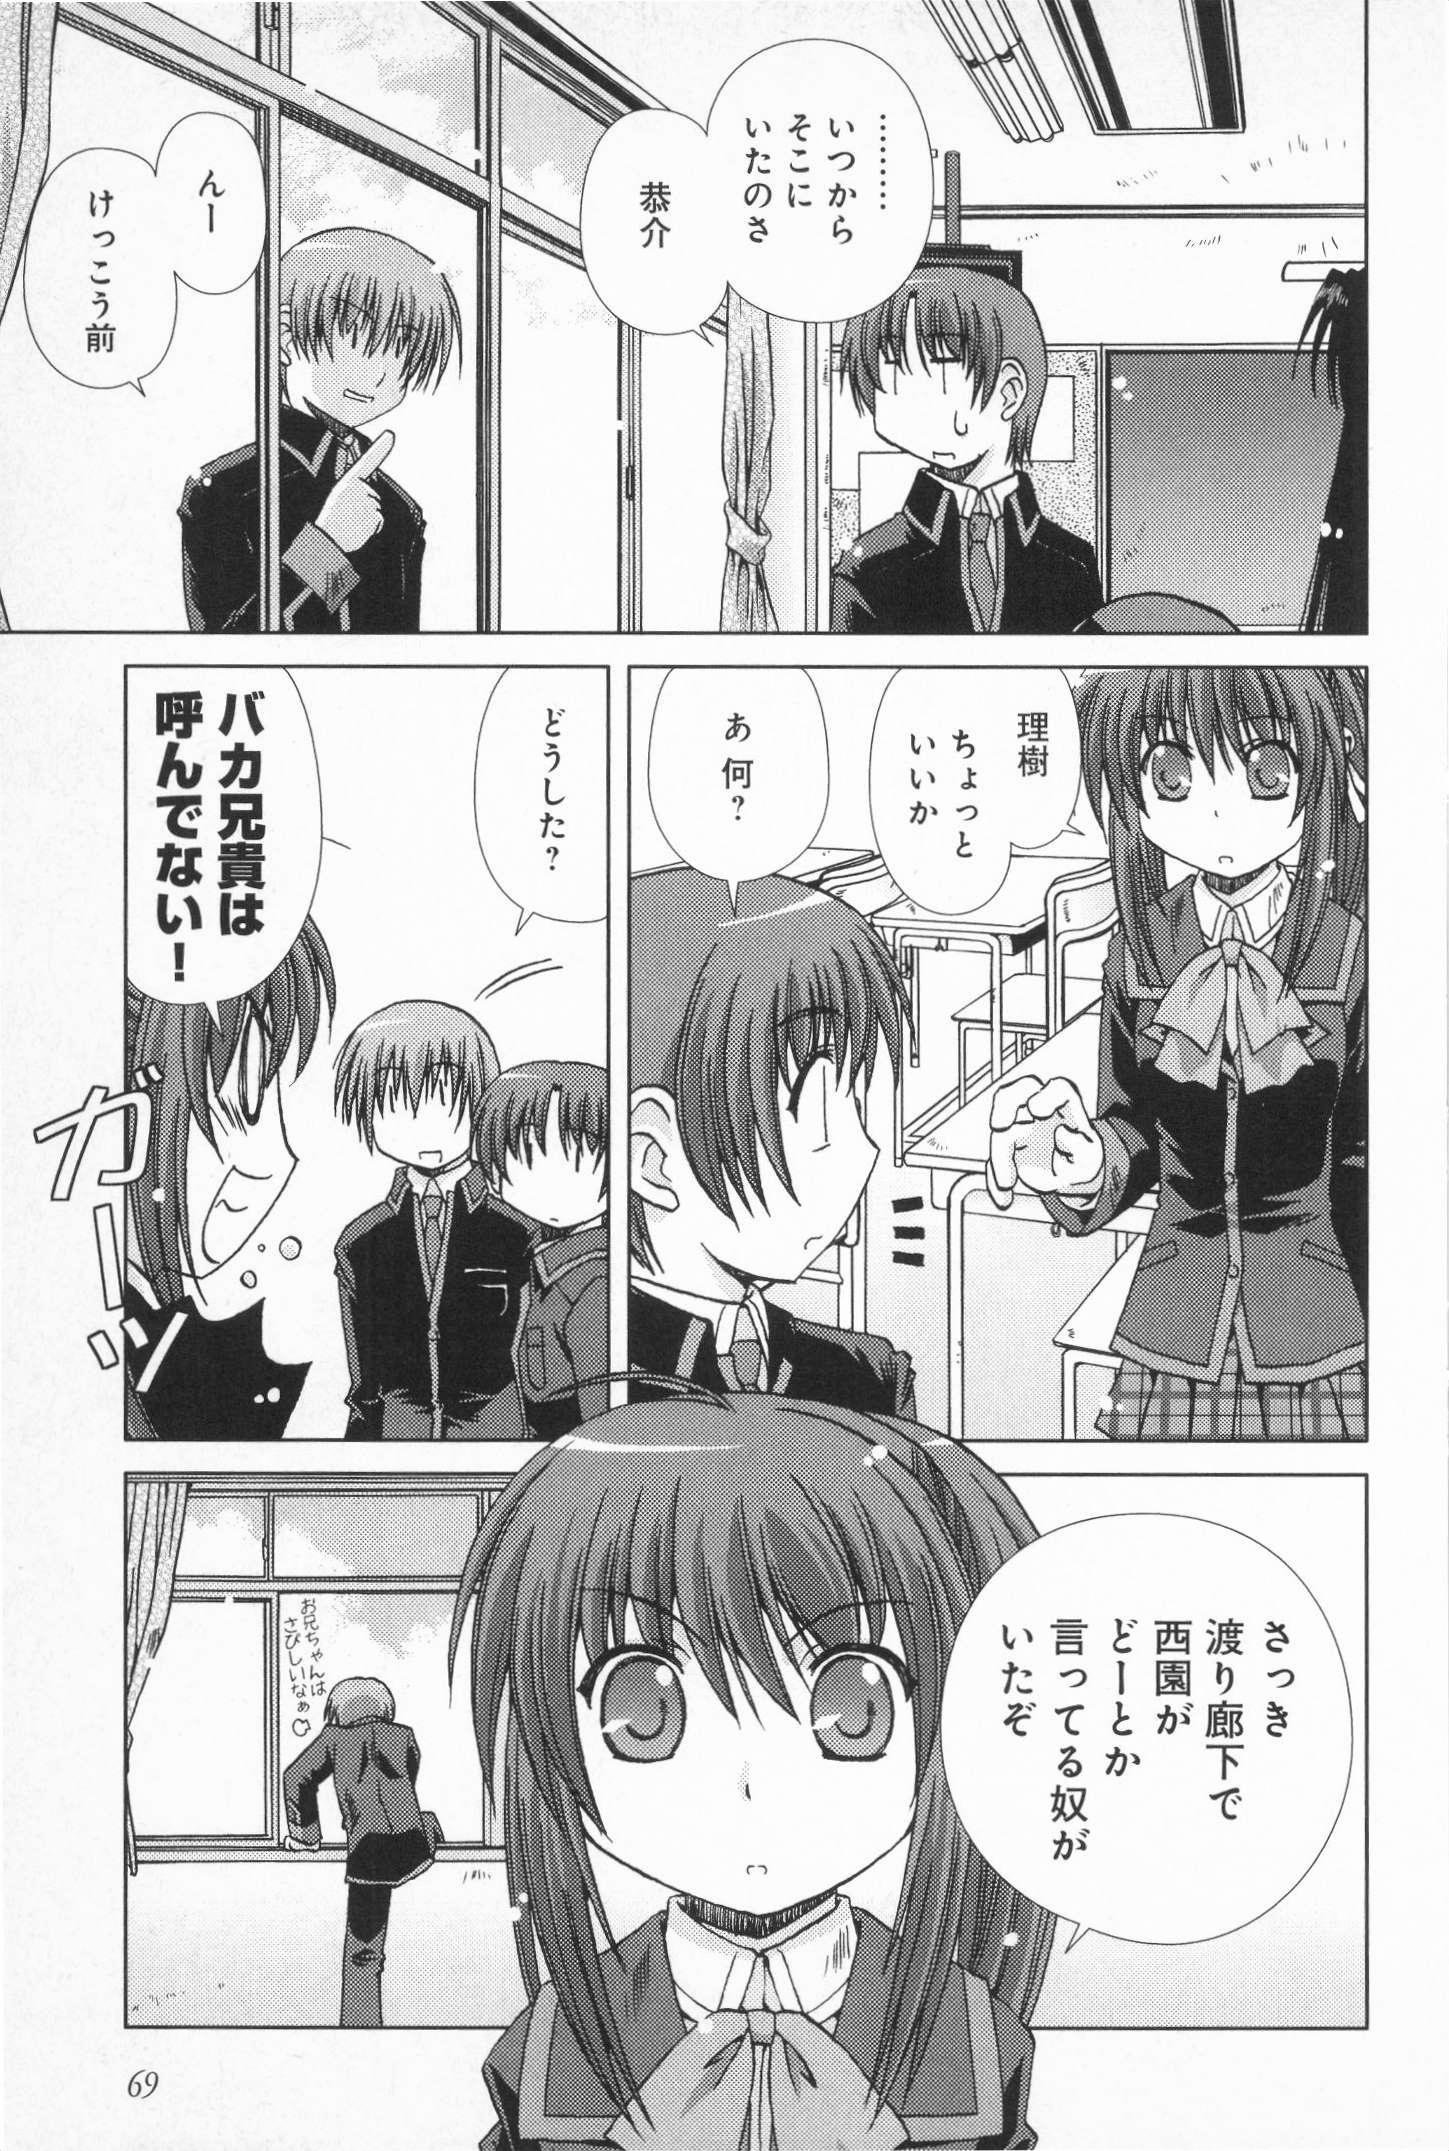 ………
いつから
そこに
いたのさ
恭介
んー
けっこう前
理樹
ちょっと
いいか
あ 何?
どうした?
バカ兄貴は
呼んでない!
ガーッ
さっき
渡り廊下で
西園が
どーとか
言ってる奴が
いたぞ
お兄ちゃんは
さびしいなぁ
69